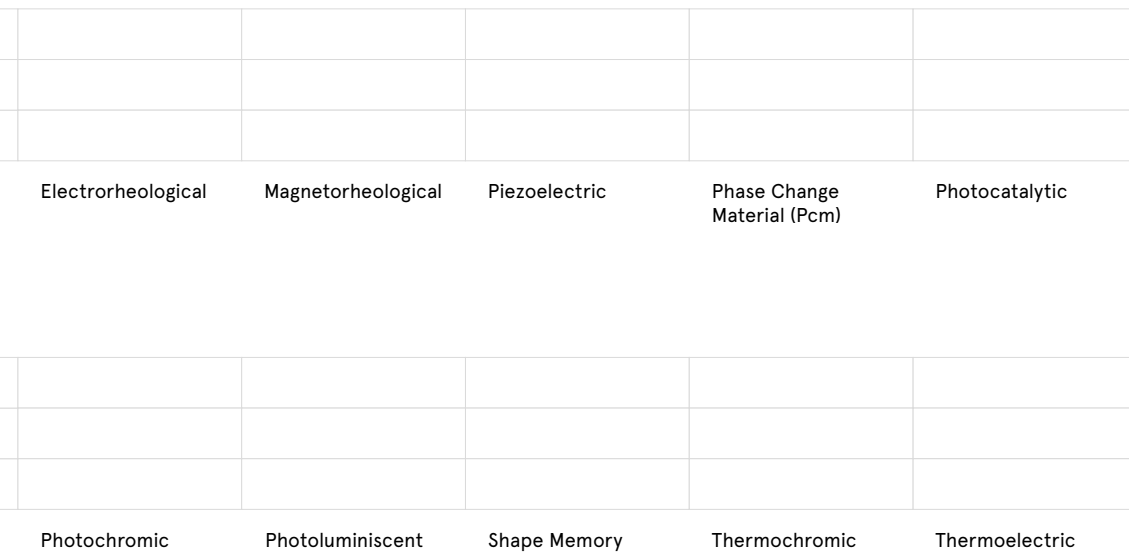 Electrorheological
Magnetorheological
Piezoelectric
Phase Change
Material (Pcm)
Photocatalytic
Photochromic
Photoluminiscent
Shape Memory
Thermochromic
Thermoelectric